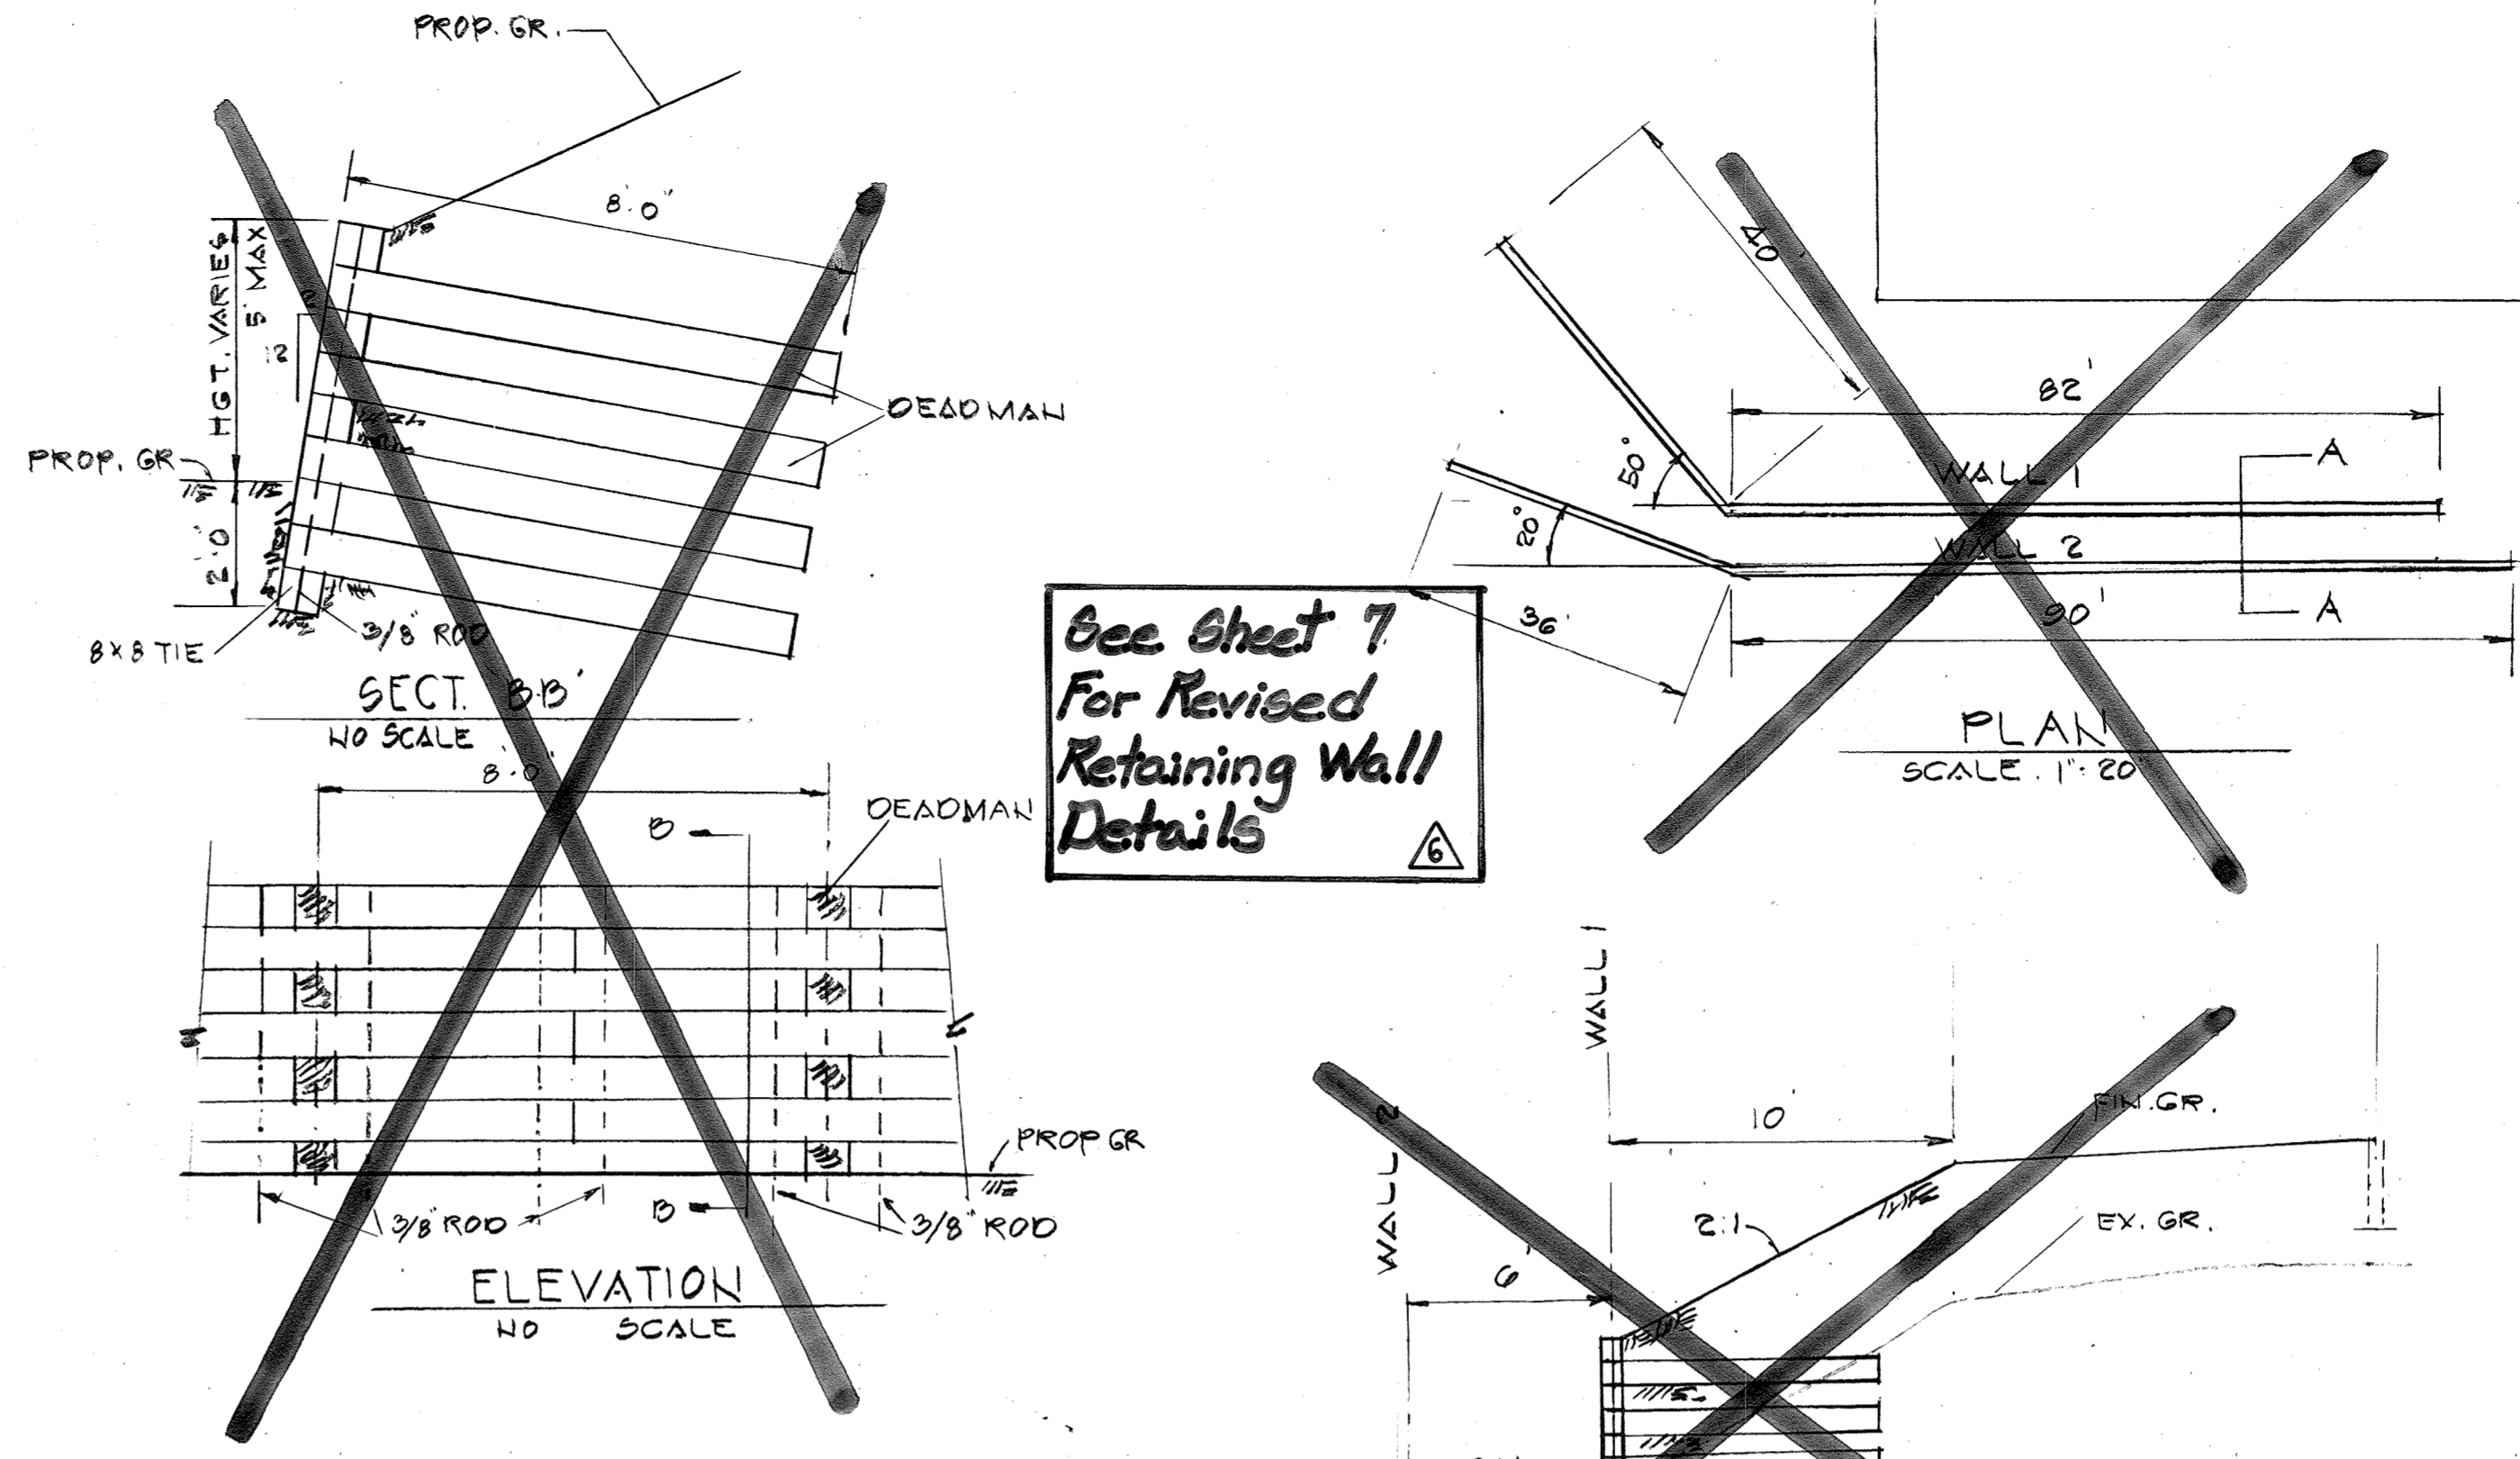 PROP. GR.
8'-0"
HGT. VARIES
5' MAX
2
12
DEADMAN
PROP. GR
2'-0"
8x8 TIE
3/8" ROD
SECT. B-B'
NO SCALE
8'-0"
DEADMAN
B
PROP GR
B
3/8" ROD
3/8" ROD
ELEVATION
NO SCALE
See Sheet 7
For Revised
Retaining Wall
Details
6
40'
82'
50°
WALL 1
A
20°
WALL 2
A
90'
36'
PLAN
SCALE . 1": 20'
WALL 1
WALL 2
10'
FIN. GR.
2:1
EX. GR.
6'